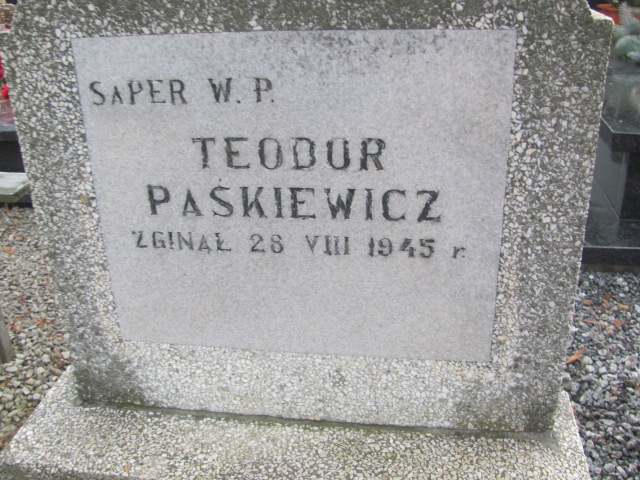 SAPER W. P.
TEODOR
PAŚKIEWICZ
ZGINĄŁ 28 VIII 1945 r.